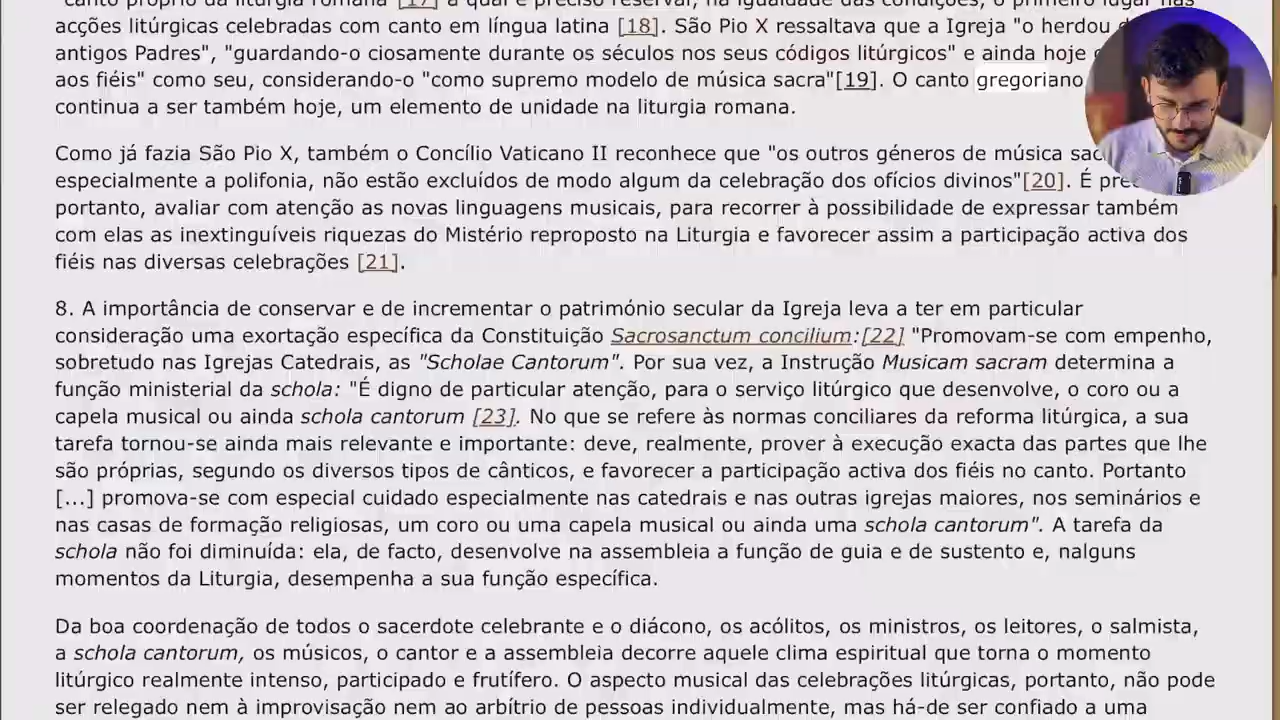 canto próprio da liturgia romana [17] a qual é preciso reservar, na igualdade das condições, o primeiro lugar nas
acções litúrgicas celebradas com canto em língua latina [18]. São Pio X ressaltava que a Igreja "o herdou
antigos Padres", "guardando-o ciosamente durante os séculos nos seus códigos litúrgicos" e ainda hoje
aos fiéis" como seu, considerando-o "como supremo modelo de música sacra"[19]. O canto gregoriano
continua a ser também hoje, um elemento de unidade na liturgia romana.
Como já fazia São Pio X, também o Concílio Vaticano II reconhece que "os outros géneros de música
especialmente a polifonia, não estão excluídos de modo algum da celebração dos ofícios divinos"[20]. É
portanto, avaliar com atenção as novas linguagens musicais, para recorrer à possibilidade de expressar também
com elas as inextinguíveis riquezas do Mistério reproposto na Liturgia e favorecer assim a participação activa dos
fiéis nas diversas celebrações [21].
8. A importância de conservar e de incrementar o património secular da Igreja leva a ter em particular
consideração uma exortação específica da Constituição Sacrosanctum concilium:[22] "Promovam-se com empenho,
sobretudo nas Igrejas Catedrais, as "Scholae Cantorum". Por sua vez, a Instrução Musicam sacram determina a
função ministerial da schola: "É digno de particular atenção, para o serviço litúrgico que desenvolve, o coro ou a
capela musical ou ainda schola cantorum [23]. No que se refere às normas conciliares da reforma litúrgica, a sua
tarefa tornou-se ainda mais relevante e importante: deve, realmente, prover à execução exacta das partes que lhe
são próprias, segundo os diversos tipos de cânticos, e favorecer a participação activa dos fiéis no canto. Portanto
[...] promova-se com especial cuidado especialmente nas catedrais e nas outras igrejas maiores, nos seminários e
nas casas de formação religiosas, um coro ou uma capela musical ou ainda uma schola cantorum". A tarefa da
schola não foi diminuída: ela, de facto, desenvolve na assembleia a função de guia e de sustento e, nalguns
momentos da Liturgia, desempenha a sua função específica.
Da boa coordenação de todos o sacerdote celebrante e o diácono, os acólitos, os ministros, os leitores, o salmista,
a schola cantorum, os músicos, o cantor e a assembleia decorre aquele clima espiritual que torna o momento
litúrgico realmente intenso, participado e frutífero. O aspecto musical das celebrações litúrgicas, portanto, não pode
ser relegado nem à improvisação nem ao arbítrio de pessoas individualmente, mas há-de ser confiado a uma